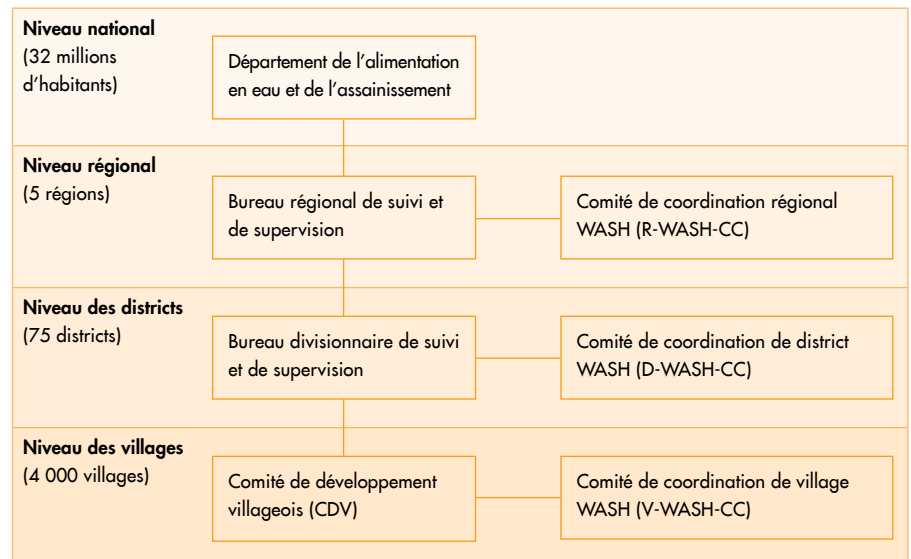 Niveau national
(32 millions
d’habitants)
Département de l’alimentation
en eau et de l’assainissement
Niveau régional
(5 régions)
Bureau régional de suivi et
de supervision
Comité de coordination régional
WASH (R-WASH-CC)
Niveau des districts
(75 districts)
Bureau divisionnaire de suivi
et de supervision
Comité de coordination de district
WASH (D-WASH-CC)
Niveau des villages
(4 000 villages)
Comité de développement
villageois (CDV)
Comité de coordination de village
WASH (V-WASH-CC)